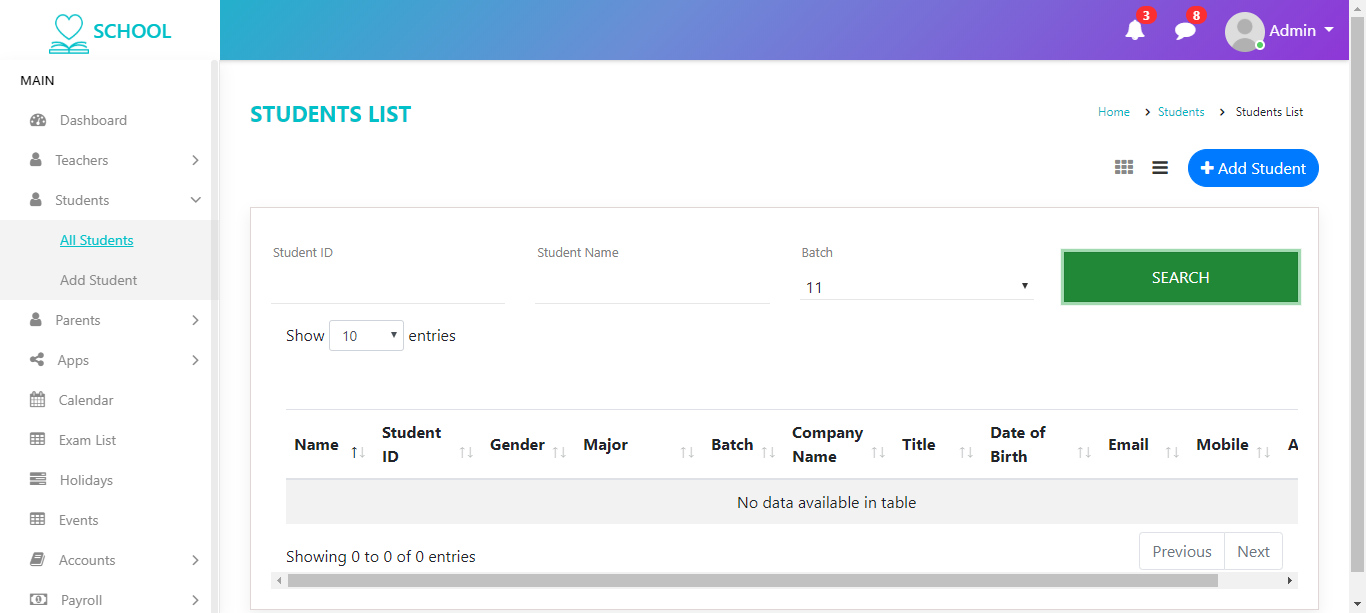 SCHOOL
3
8
Admin
MAIN
Dashboard
Teachers
Students
All Students
Add Student
Parents
Apps
Calendar
Exam List
Holidays
Events
Accounts
Payroll
STUDENTS LIST
Home > Students > Students List
Add Student
Student ID
Student Name
Batch
11
SEARCH
Show 10 entries
Name
Student ID
Gender
Major
Batch
Company Name
Title
Date of Birth
Email
Mobile
A
No data available in table
Showing 0 to 0 of 0 entries
Previous
Next